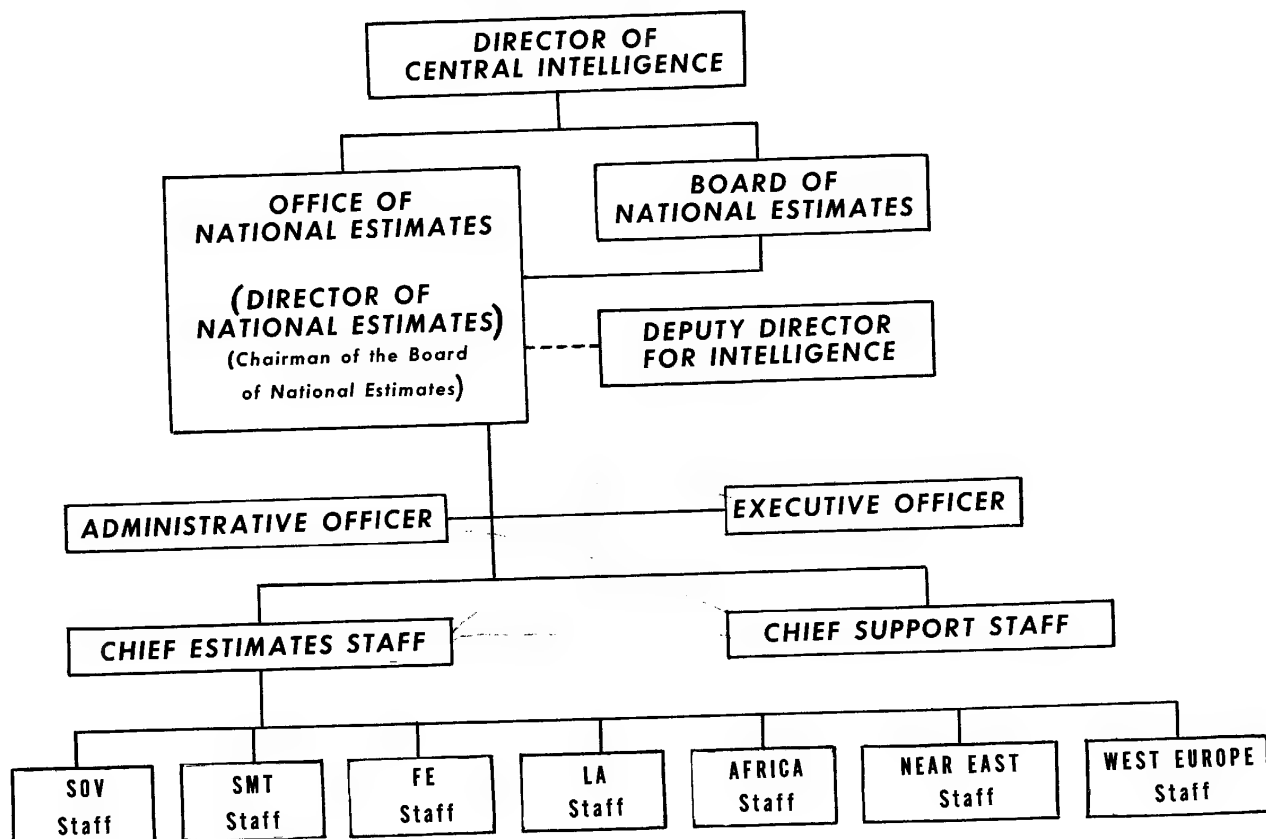 DIRECTOR OF
CENTRAL INTELLIGENCE
OFFICE OF
NATIONAL ESTIMATES
(DIRECTOR OF
NATIONAL ESTIMATES)
(Chairman of the Board
of National Estimates)
BOARD OF
NATIONAL ESTIMATES
DEPUTY DIRECTOR
FOR INTELLIGENCE
ADMINISTRATIVE OFFICER
EXECUTIVE OFFICER
CHIEF ESTIMATES STAFF
CHIEF SUPPORT STAFF
SOV
Staff
SMT
Staff
FE
Staff
LA
Staff
AFRICA
Staff
NEAR EAST
Staff
WEST EUROPE
Staff